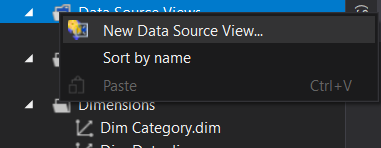 Data Source Views
New Data Source View...
Sort by name
Paste Ctrl+V
Dimensions
Dim Category.dim